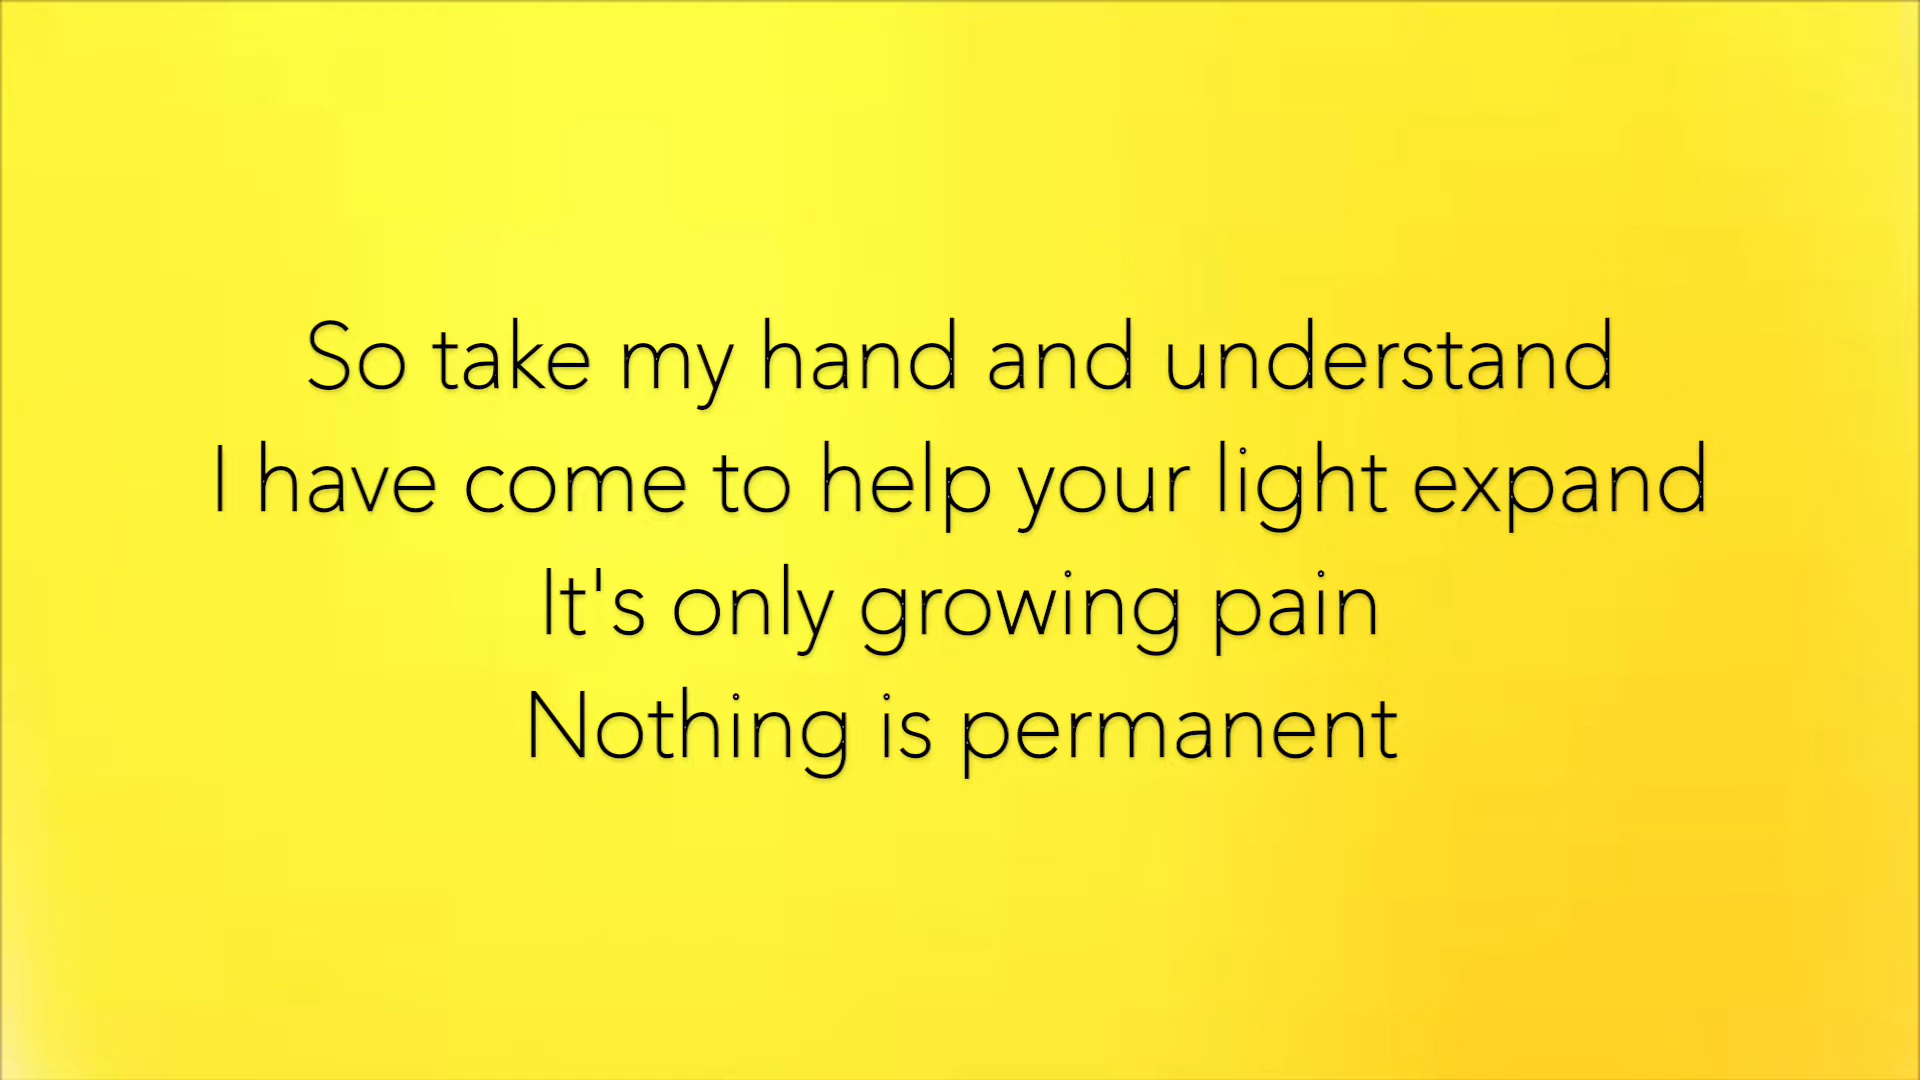 So take my hand and understand
I have come to help your light expand
It's only growing pain
Nothing is permanent